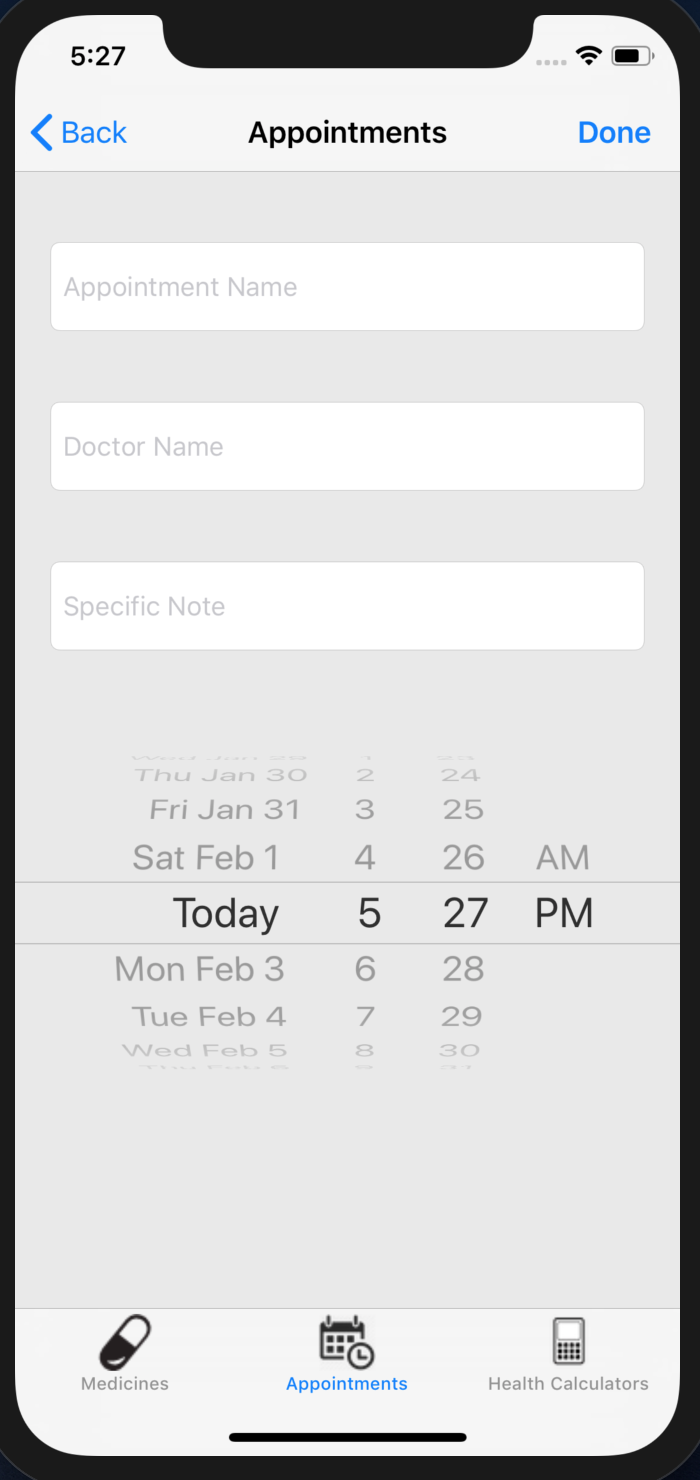 5:27
Back Appointments Done
Appointment Name
Doctor Name
Specific Note
Thu Jan 30 2 24
Fri Jan 31 3 25
Sat Feb 1 4 26 AM
Today 5 27 PM
Mon Feb 3 6 28
Tue Feb 4 7 29
Wed Feb 5 8 30
Medicines Appointments Health Calculators